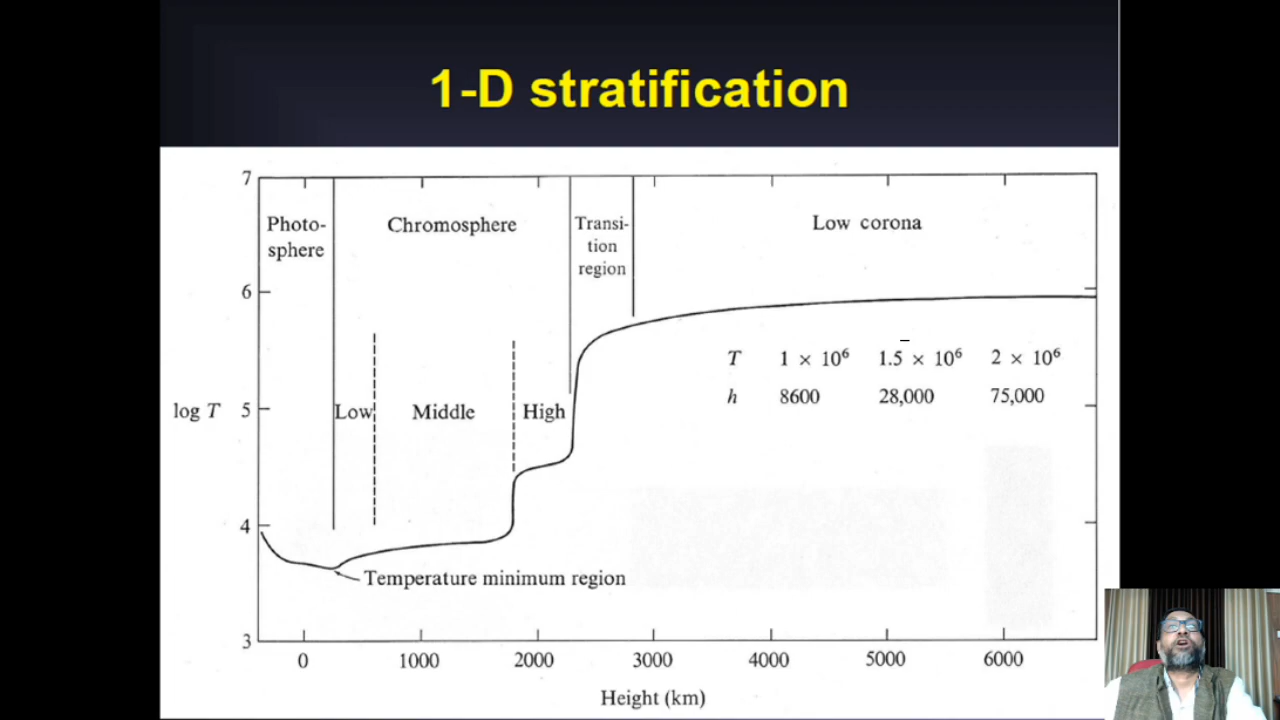 1-D stratification
7
Photo-
sphere
Chromosphere
Transi-
tion
region
Low corona
6
T 1 × 10⁶ 1.5 × 10⁶ 2 × 10⁶
h 8600 28,000 75,000
log T 5
Low Middle High
4
Temperature minimum region
3
0 1000 2000 3000 4000 5000 6000
Height (km)